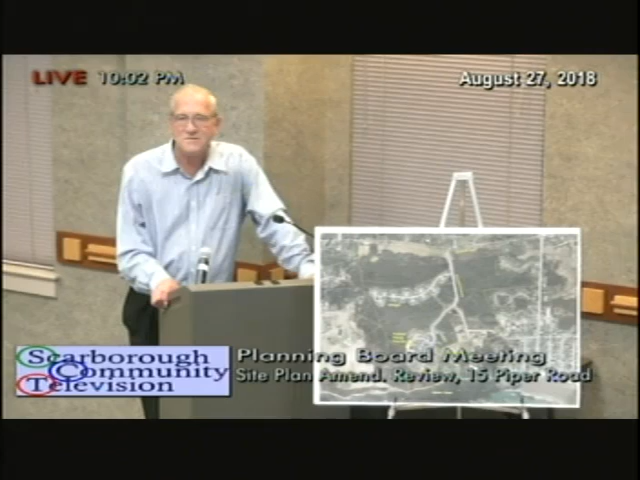 LIVE 10:02 PM
August 27, 2018
Scarborough
Community
Television
Planning Board Meeting
Site Plan Amend. Review, 15 Piper Road